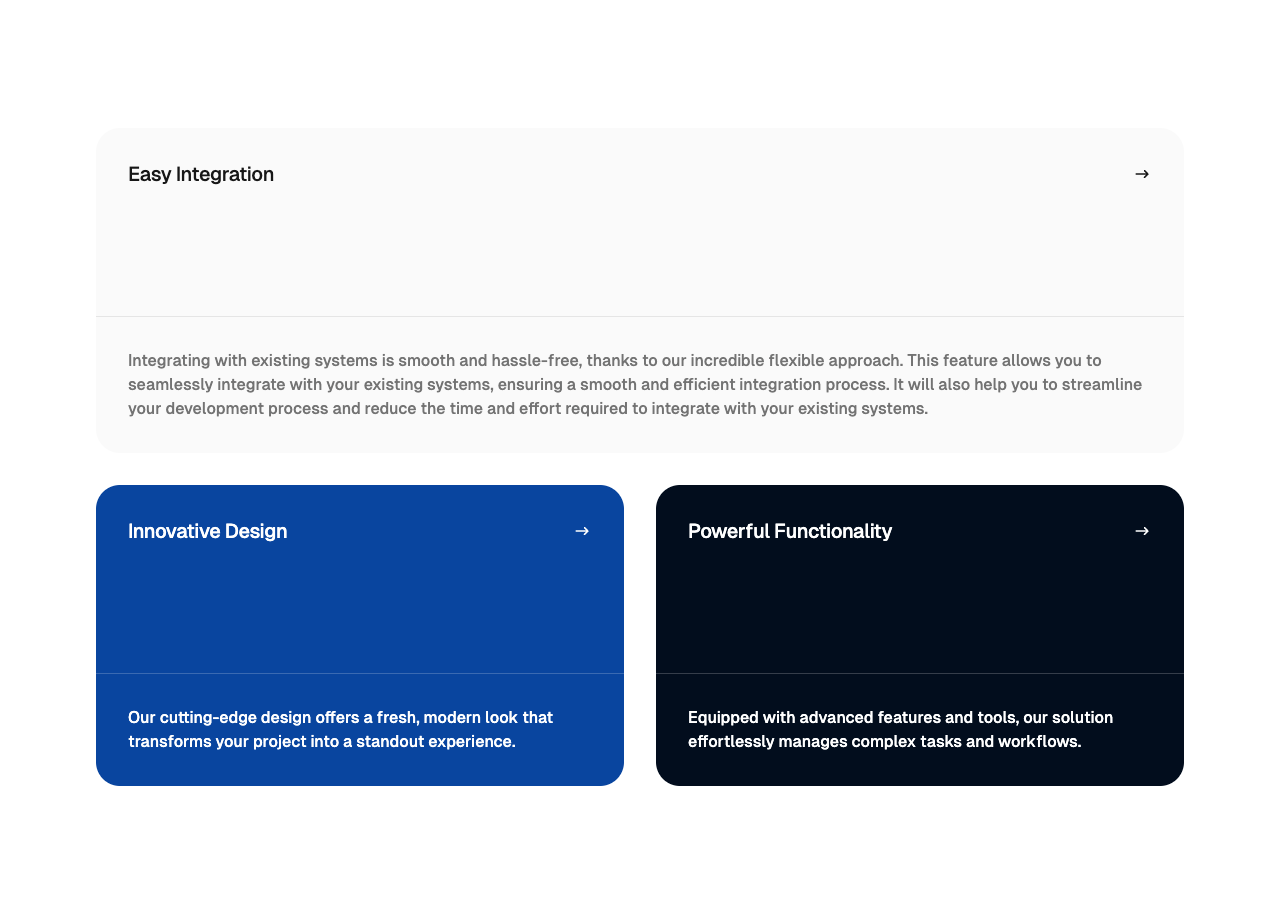 Easy Integration →
Integrating with existing systems is smooth and hassle-free, thanks to our incredible flexible approach. This feature allows you to
seamlessly integrate with your existing systems, ensuring a smooth and efficient integration process. It will also help you to streamline
your development process and reduce the time and effort required to integrate with your existing systems.
Innovative Design →
Our cutting-edge design offers a fresh, modern look that
transforms your project into a standout experience.
Powerful Functionality →
Equipped with advanced features and tools, our solution
effortlessly manages complex tasks and workflows.